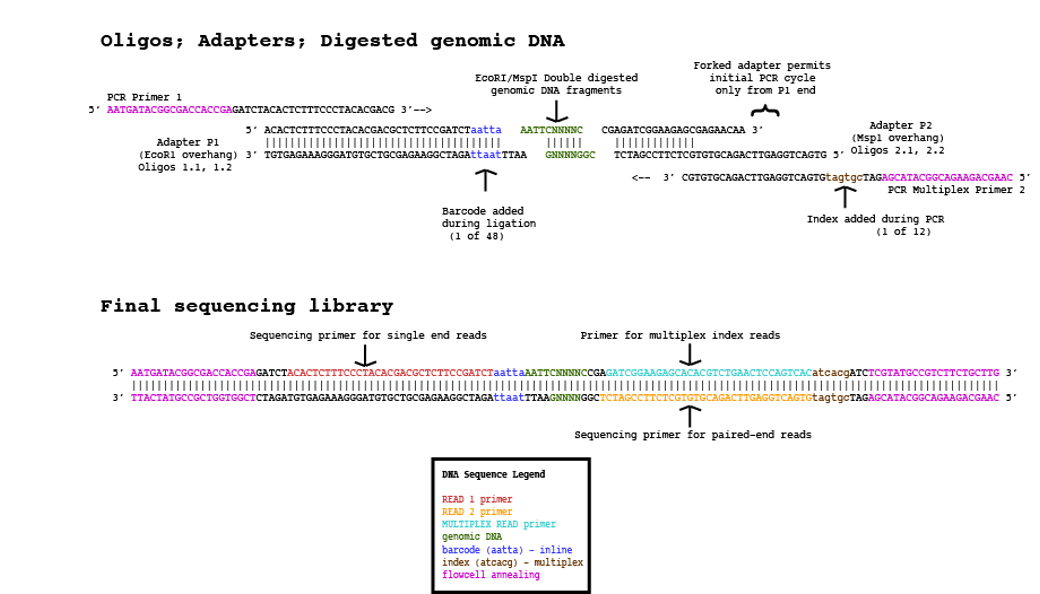 Oligos; Adapters; Digested genomic DNA
Forked adapter permits
initial PCR cycle
only from P1 end
EcoRI/MspI Double digested
genomic DNA fragments
PCR Primer 1
5' AATGATACGGCGACCACCGAGATCTACACTCTTTCCCTACACGACG 3'-->
5' ACACTCTTTCCCTACACGACGCTCTTCCGATCTaatta AATTCNNNNC CGAGATCGGAAGAGCGAGAACAA 3'
Adapter P1
(EcoR1 overhang)
Oligos 1.1, 1.2
3' TGTGAGAAAGGGATGTGCTGCGAGAAGGCTAGAttaatTTAA GNNNNGGC TCTAGCCTTCTCGTGTGCAGACTTGAGGTCAGTG 5'
Adapter P2
(Msp1 overhang)
Oligos 2.1, 2.2
<-- 3' CGTGTGCAGACTTGAGGTCAGTGtagtgcTAGAGCATACGGCAGAAGACGAAC 5'
PCR Multiplex Primer 2
Barcode added
during ligation
(1 of 48)
Index added during PCR
(1 of 12)
Final sequencing library
Sequencing primer for single end reads
Primer for multiplex index reads
5' AATGATACGGCGACCACCGAGATCTACACTCTTTCCCTACACGACGCTCTTCCGATCTaattaAATTCNNNNCCGAGATCGGAAGAGCACACGTCTGAACTCCAGTCACatcacgATCTCGTATGCCGTCTTCTGCTTG 3'
3' TTACTATGCCGCTGGTGGCTCTAGATGTGAGAAAGGGATGTGCTGCGAGAAGGCTAGAttaatTTAAGNNNNGGCTCTAGCCTTCTCGTGTGCAGACTTGAGGTCAGTGtagtgcTAGAGCATACGGCAGAAGACGAAC 5'
Sequencing primer for paired-end reads
DNA Sequence Legend
READ 1 primer
READ 2 primer
MULTIPLEX READ primer
genomic DNA
barcode (aatta) - inline
index (atcacg) - multiplex
flowcell annealing